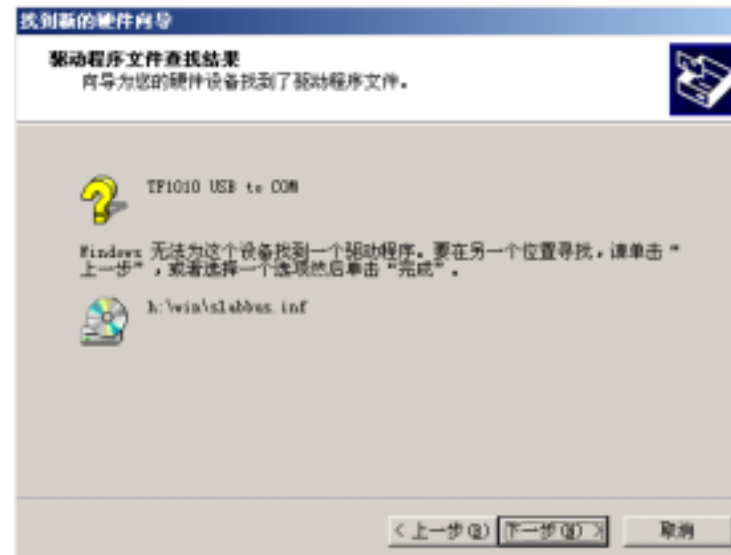 找到新的硬件向导
驱动程序文件查找结果
向导为您的硬件设备找到了驱动程序文件。
TF1010 USB to COM
Windows 无法为这个设备找到一个驱动程序。要在另一个位置寻找，请单击“
上一步”，或者选择一个选项然后单击“完成”。
h:\win\slabbus.inf
< 上一步(B)
下一步(N) >
取消